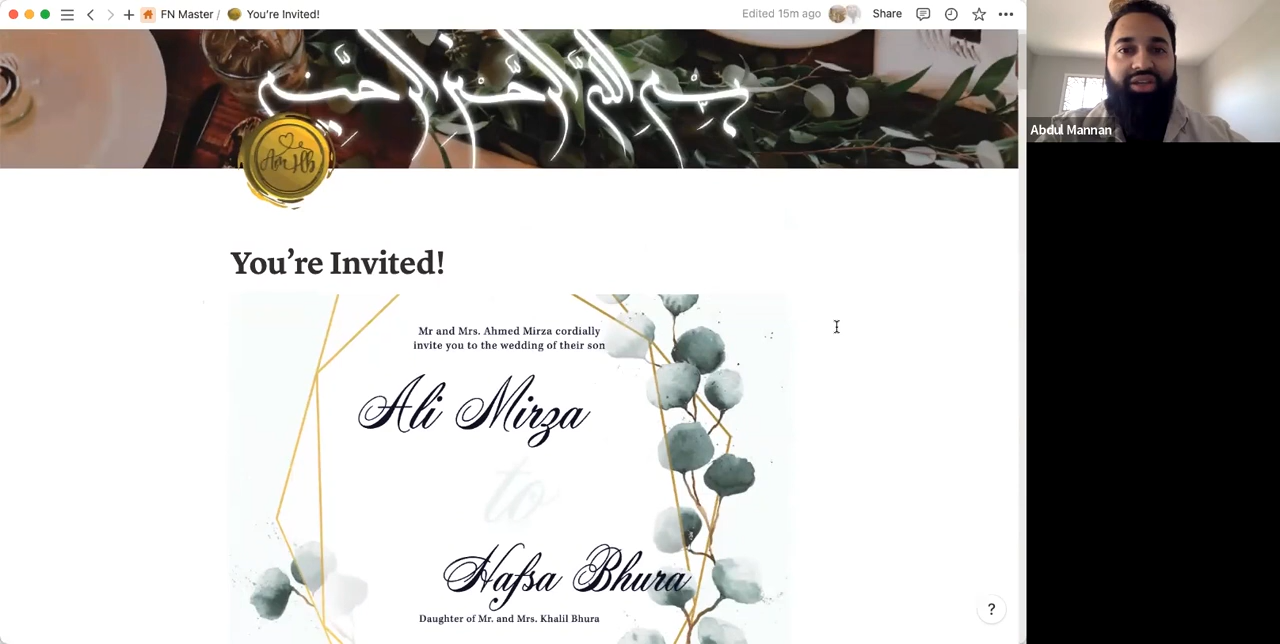 FN Master / You're Invited!
Edited 15m ago
Share
بسم الله الرحمن الرحيم
Am Hb
You're Invited!
Mr and Mrs. Ahmed Mirza cordially
invite you to the wedding of their son
Ali Mirza
to
Hafsa Bhura
Daughter of Mr. and Mrs. Khalil Bhura
?
Abdul Mannan